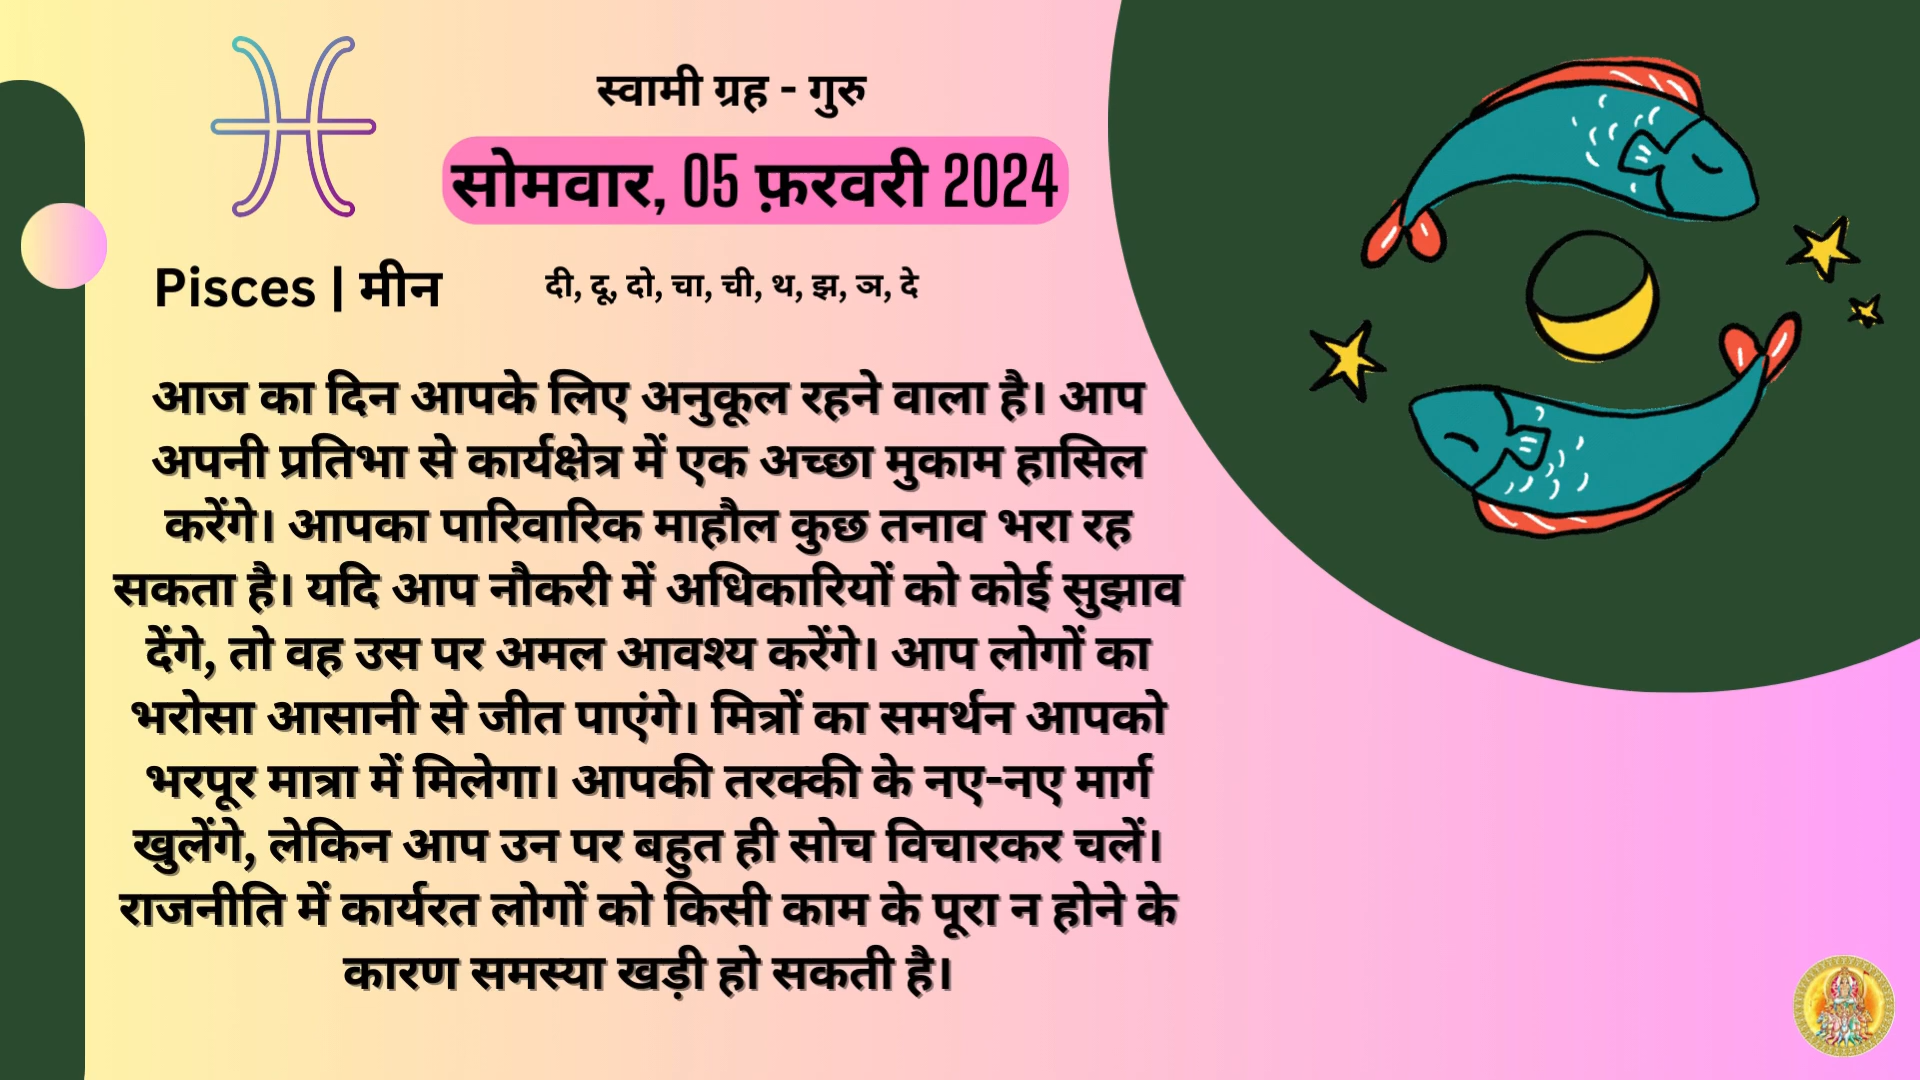 स्वामी ग्रह - गुरु
सोमवार, 05 फ़रवरी 2024
Pisces | मीन
दी, दू, दो, चा, ची, थ, झ, ञ, दे
आज का दिन आपके लिए अनुकूल रहने वाला है। आप
अपनी प्रतिभा से कार्यक्षेत्र में एक अच्छा मुकाम हासिल
करेंगे। आपका पारिवारिक माहौल कुछ तनाव भरा रह
सकता है। यदि आप नौकरी में अधिकारियों को कोई सुझाव
देंगे, तो वह उस पर अमल आवश्य करेंगे। आप लोगों का
भरोसा आसानी से जीत पाएंगे। मित्रों का समर्थन आपको
भरपूर मात्रा में मिलेगा। आपकी तरक्की के नए-नए मार्ग
खुलेंगे, लेकिन आप उन पर बहुत ही सोच विचारकर चलें।
राजनीति में कार्यरत लोगों को किसी काम के पूरा न होने के
कारण समस्या खड़ी हो सकती है।